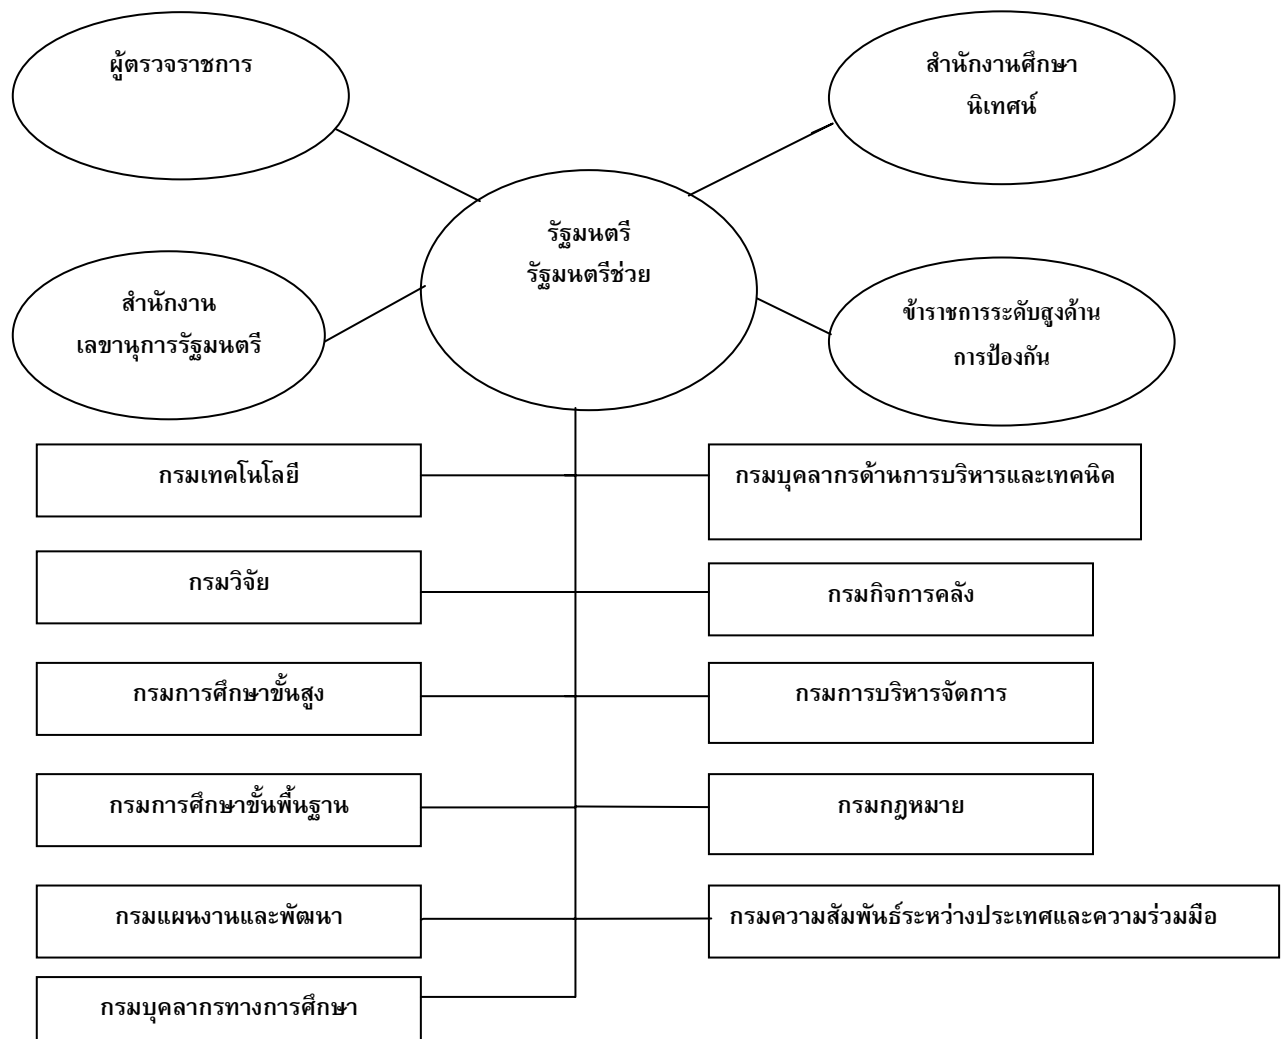 ผู้ตรวจราชการ
สำนักงานศึกษา
นิเทศน์
รัฐมนตรี
รัฐมนตรีช่วย
สำนักงาน
เลขานุการรัฐมนตรี
ข้าราชการระดับสูงด้าน
การป้องกัน
กรมเทคโนโลยี
กรมบุคลากรด้านการบริหารและเทคนิค
กรมวิจัย
กรมกิจการคลัง
กรมการศึกษาขั้นสูง
กรมการบริหารจัดการ
กรมการศึกษาขั้นพื้นฐาน
กรมกฎหมาย
กรมแผนงานและพัฒนา
กรมความสัมพันธ์ระหว่างประเทศและความร่วมมือ
กรมบุคลากรทางการศึกษา